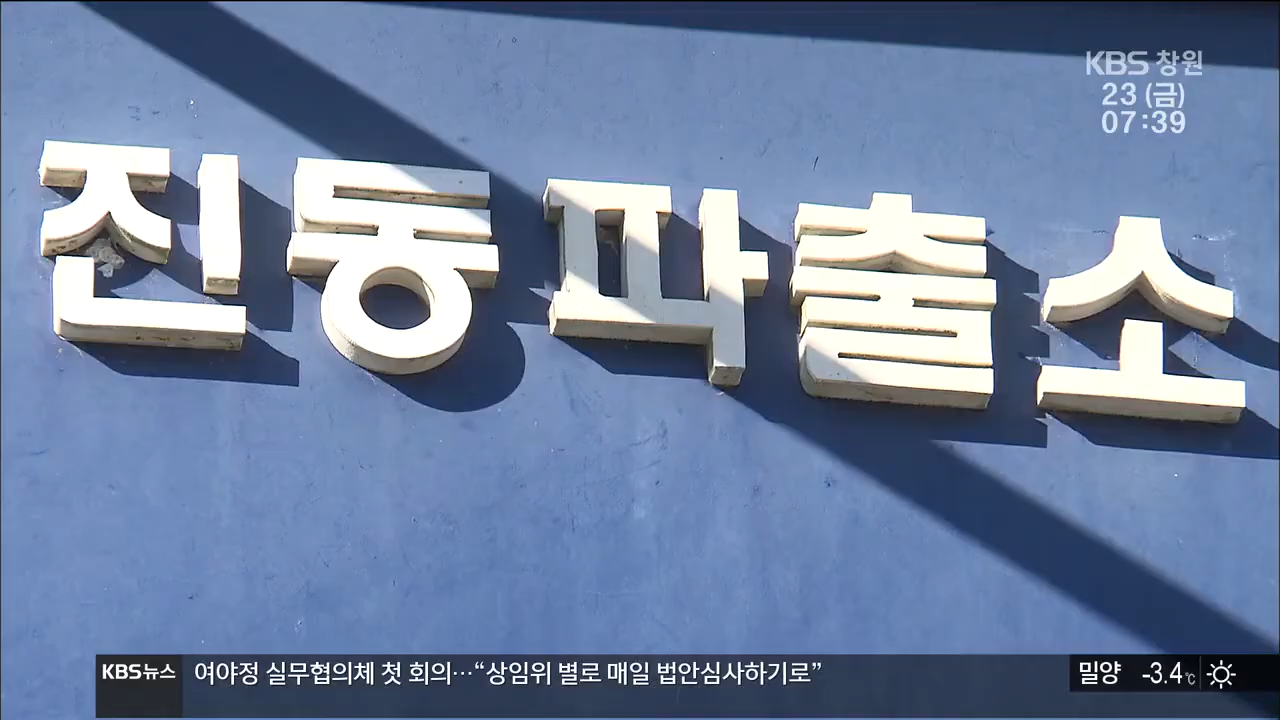 KBS 창원
23 (금)
07:39
진동파출소
KBS뉴스 여야정 실무협의체 첫 회의…“상임위 별로 매일 법안심사하기로”
밀양 -3.4℃